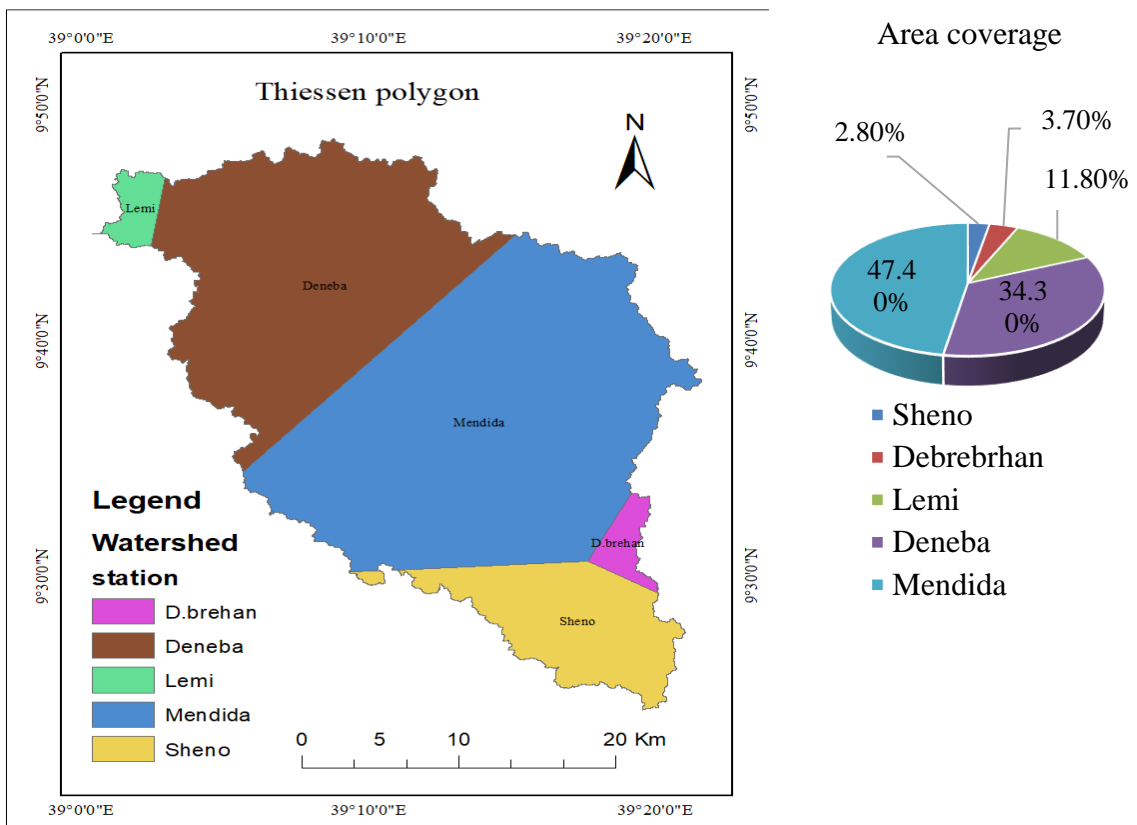 39°0'0"E
39°10'0"E
39°20'0"E
Thiessen polygon
N
9°50'0"N
9°50'0"N
Lemi
Deneba
9°40'0"N
9°40'0"N
Mendida
D.brehan
9°30'0"N
9°30'0"N
Sheno
Legend
Watershed
station
D.brehan
Deneba
Lemi
Mendida
Sheno
0 5 10 20 Km
39°0'0"E
39°10'0"E
39°20'0"E
Area coverage
2.80%
3.70%
11.80%
47.4
0%
34.3
0%
Sheno
Debrebrhan
Lemi
Deneba
Mendida